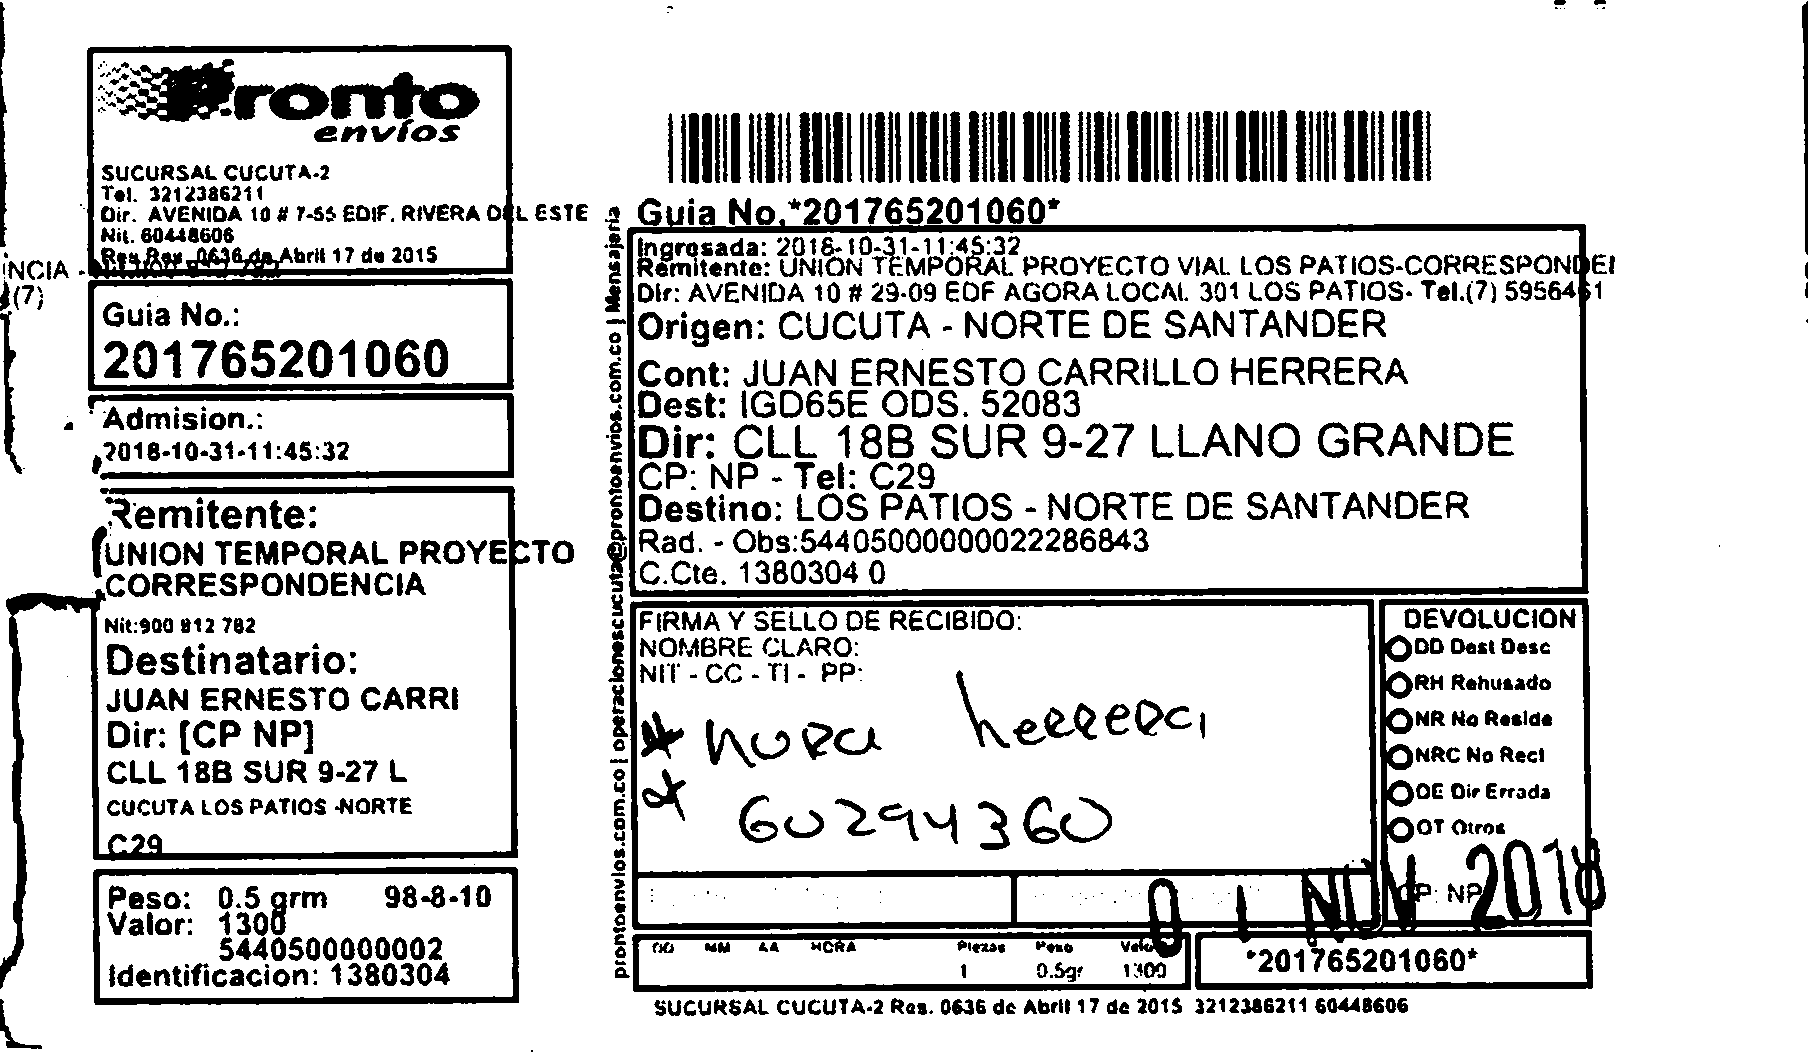 Pronto
envíos
SUCURSAL CUCUTA-2
Tel. 3212386211
Dir. AVENIDA 10 # 7-55 EDIF. RIVERA DEL ESTE
Nit. 60448606
Res Res. 0636 de Abril 17 de 2015
INCIA -
(7)
Guia No.:
201765201060
Admision.:
2018-10-31-11:45:32
Remitente:
UNION TEMPORAL PROYECTO
CORRESPONDENCIA
Nit:900 812 782
Destinatario:
JUAN ERNESTO CARRI
Dir: [CP NP]
CLL 18B SUR 9-27 L
CUCUTA LOS PATIOS -NORTE
C29
Peso: 0.5 grm 98-8-10
Valor: 1300
5440500000002
Identificacion: 1380304
prontoenvios.com.co | operacionescucuta@prontoenvios.com.co | Mensajeria
Guia No.*201765201060*
Ingresada: 2018-10-31-11:45:32
Remitente: UNION TEMPORAL PROYECTO VIAL LOS PATIOS-CORRESPONDEI
Dir: AVENIDA 10 # 29-09 EDF AGORA LOCAL 301 LOS PATIOS- Tel.(7) 5956461
Origen: CUCUTA - NORTE DE SANTANDER
Cont: JUAN ERNESTO CARRILLO HERRERA
Dest: IGD65E ODS. 52083
Dir: CLL 18B SUR 9-27 LLANO GRANDE
CP: NP - Tel: C29
Destino: LOS PATIOS - NORTE DE SANTANDER
Rad. - Obs:54405000000022286843
C.Cte. 1380304 0
FIRMA Y SELLO DE RECIBIDO:
NOMBRE CLARO:
NIT - CC - TI - PP:
* nora herrera
* 60294360
DEVOLUCION
DD Dest Desc
RH Rehusado
NR No Reside
NRC No Recl
DE Dir Errada
OT Otros
CP: NP
01 NOV 2018
DD MM AA HORA Piezas Peso Valor
1 0.5gr 1300
*201765201060*
SUCURSAL CUCUTA-2 Res. 0636 de Abril 17 de 2015 3212386211 60448606